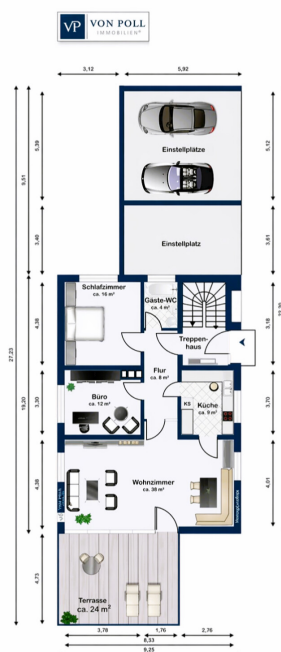 VP VON POLL
IMMOBILIEN®
3,12
5,92
Einstellplätze
5,39
5,12
9,51
Einstellplatz
3,40
3,61
Schlafzimmer
ca. 16 m²
Gäste-WC
ca. 4 m²
Treppen-
haus
4,38
3,18
27,23
Flur
ca. 8 m²
Büro
ca. 12 m²
Küche
ca. 9 m²
KS
3,30
3,70
Wohnzimmer
ca. 38 m²
4,38
4,01
Terrasse
ca. 24 m²
4,73
3,78
1,76
2,76
8,33
9,25